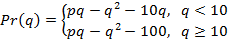 Pr(q) = { pq − q² − 10q, q < 10
pq − q² − 100, q ≥ 10